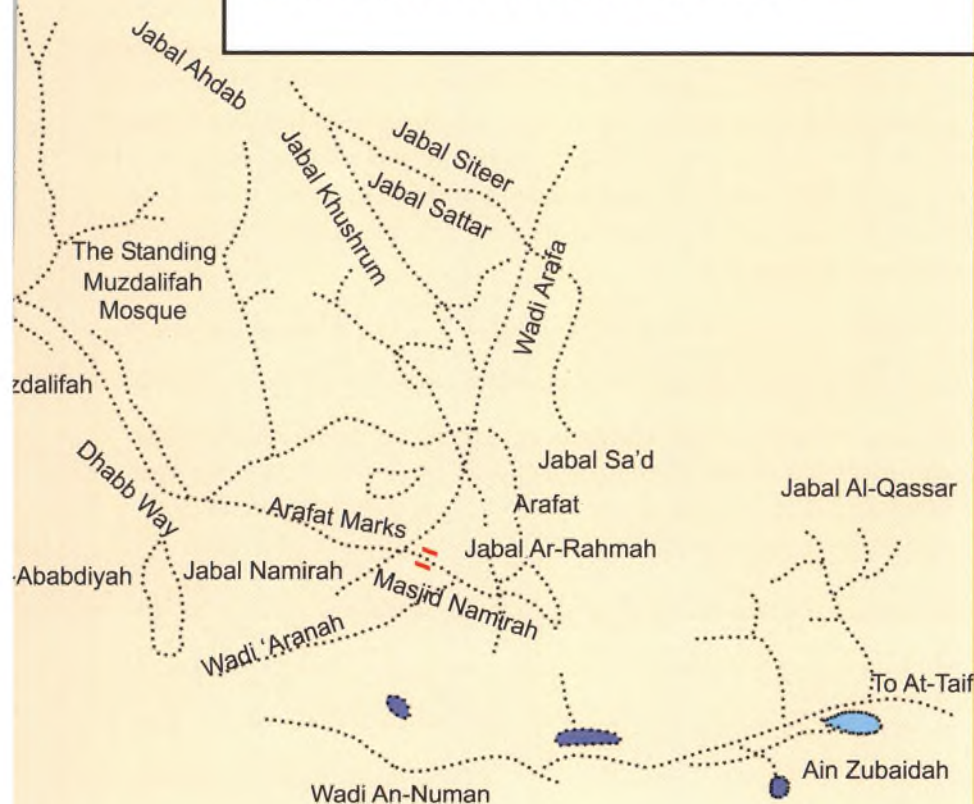 Jabal Ahdab
Jabal Siteer
Jabal Khushrum
Jabal Sattar
The Standing
Muzdalifah
Mosque
Wadi Arafa
zdalifah
Dhabb Way
Jabal Sa'd
Jabal Al-Qassar
Arafat Marks
Arafat
Jabal Ar-Rahmah
-Ababdiyah
Jabal Namirah
Masjid Namirah
Wadi 'Aranah
To At-Taif
Ain Zubaidah
Wadi An-Numan